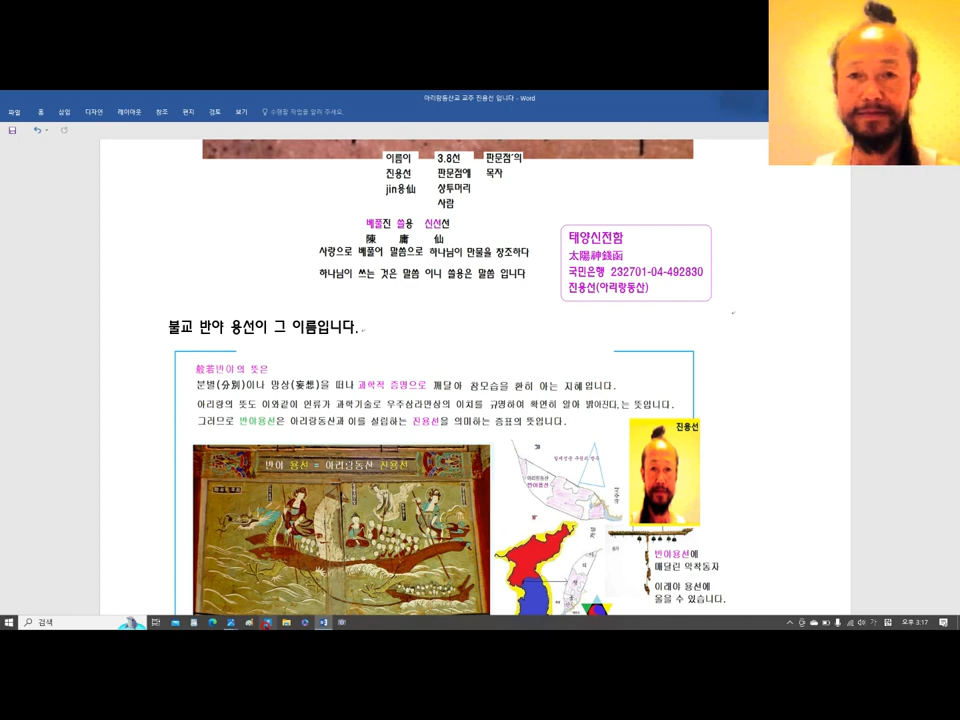 아리랑동산교 교주 진용선 입니다 - Word
파일 홈 삽입 디자인 레이아웃 참조 편지 검토 보기 수행할 작업을 알려 주세요.
이름이 3.8선 판문점의
진용선 판문점에 목자
jin용仙 상투머리
사람
베풀진 쓸용 신선선
陳 庸 仙
사랑으로 베풀어 말씀으로 하나님이 만물을 창조하다
하나님이 쓰는 것은 말씀 이니 쓸용은 말씀 입니다
태양신전함
太陽神錢函
국민은행 232701-04-492830
진용선(아리랑동산)
불교 반야 용선이 그 이름입니다.
般若반야의 뜻은
분별(分別)이나 망상(妄想)을 떠나 과학적 증명으로 깨달아 참모습을 환히 아는 지혜입니다.
아리랑의 뜻도 이와같이 인류가 과학기술로 우주삼라만상의 이치를 규명하여 확연히 알아 밝아진다, 는 뜻입니다.
그러므로 반야용선은 아리랑동산과 이를 설립하는 진용선을 의미하는 증표의 뜻입니다.
반야 용선 = 아리랑동산 진용선
아리랑동산
반야용선
진용선
반야용선에
매달린 악착동자
이래야 용선에
올을 수 있습니다.
검색
오후 3:17